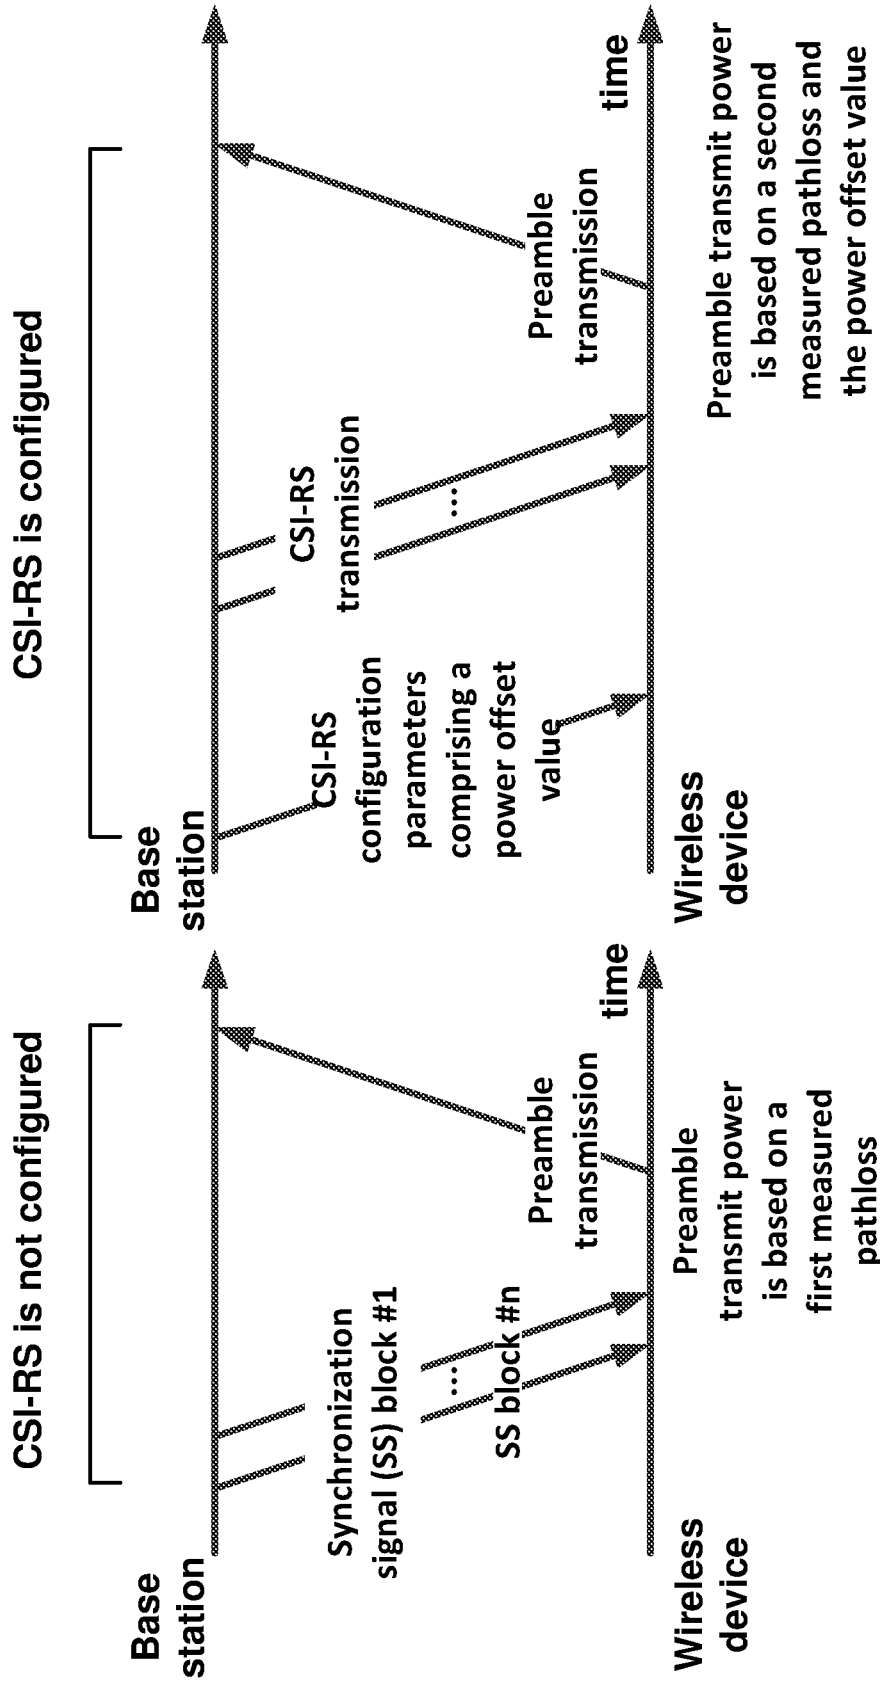 CSI-RS is not configured
Base
station
Synchronization
signal (SS) block #1
...
SS block #n
Preamble
transmission
time
Wireless
device
Preamble
transmit power
is based on a
first measured
pathloss
CSI-RS is configured
Base
station
CSI-RS
configuration
parameters
comprising a
power offset
value
CSI-RS
transmission
...
Preamble
transmission
time
Wireless
device
Preamble transmit power
is based on a second
measured pathloss and
the power offset value